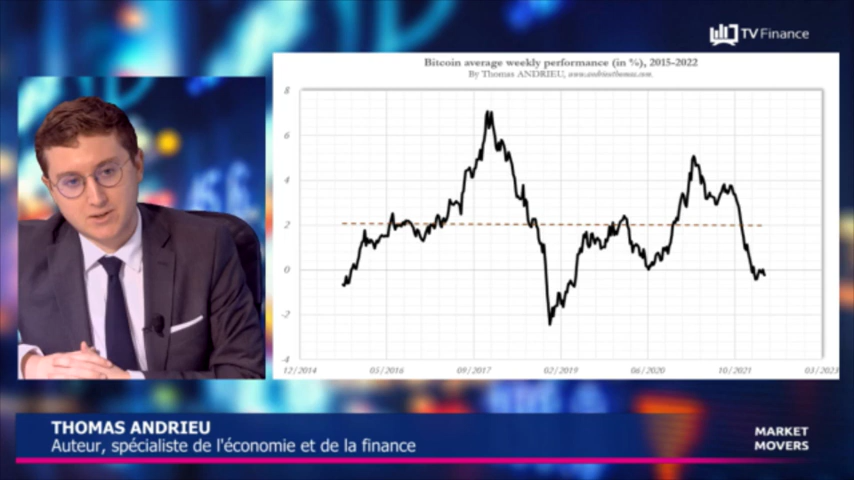 TV Finance
Bitcoin average weekly performance (in %), 2015-2022
By Thomas ANDRIEU, www.andrieuthomas.com
8
6
4
2
0
-2
-4
12/2014 05/2016 09/2017 02/2019 06/2020 10/2021 03/2023
THOMAS ANDRIEU
Auteur, spécialiste de l'économie et de la finance
MARKET
MOVERS